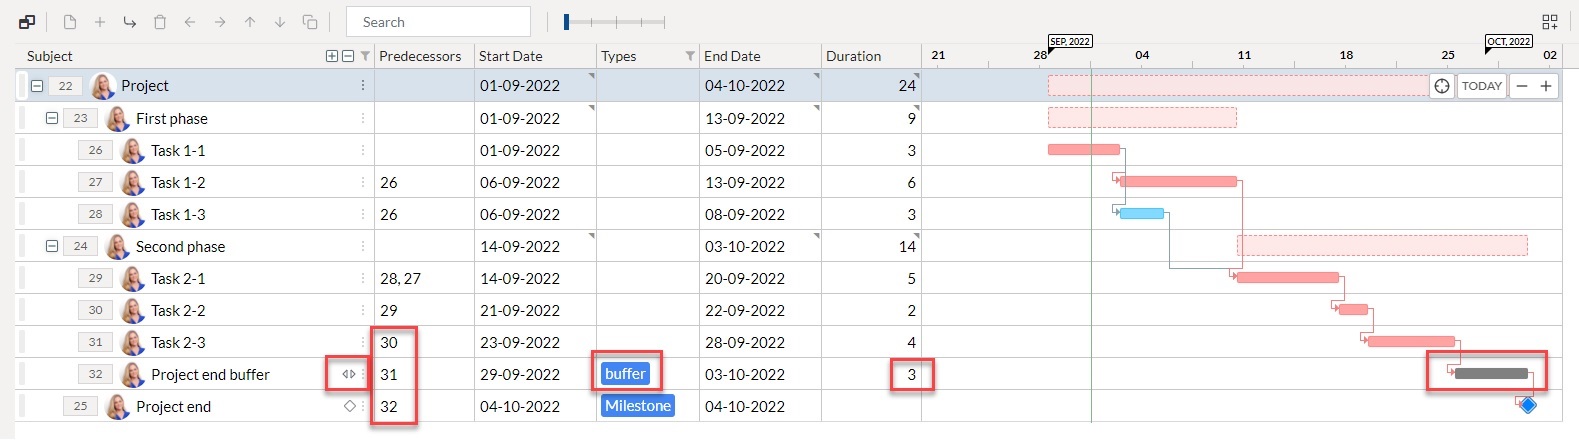 Search
SEP, 2022 OCT, 2022
Subject Predecessors Start Date Types End Date Duration 21 28 04 11 18 25 02
22 Project 01-09-2022 04-10-2022 24 TODAY
23 First phase 01-09-2022 13-09-2022 9
26 Task 1-1 01-09-2022 05-09-2022 3
27 Task 1-2 26 06-09-2022 13-09-2022 6
28 Task 1-3 26 06-09-2022 08-09-2022 3
24 Second phase 14-09-2022 03-10-2022 14
29 Task 2-1 28, 27 14-09-2022 20-09-2022 5
30 Task 2-2 29 21-09-2022 22-09-2022 2
31 Task 2-3 30 23-09-2022 28-09-2022 4
32 Project end buffer 31 29-09-2022 buffer 03-10-2022 3
25 Project end 32 04-10-2022 Milestone 04-10-2022